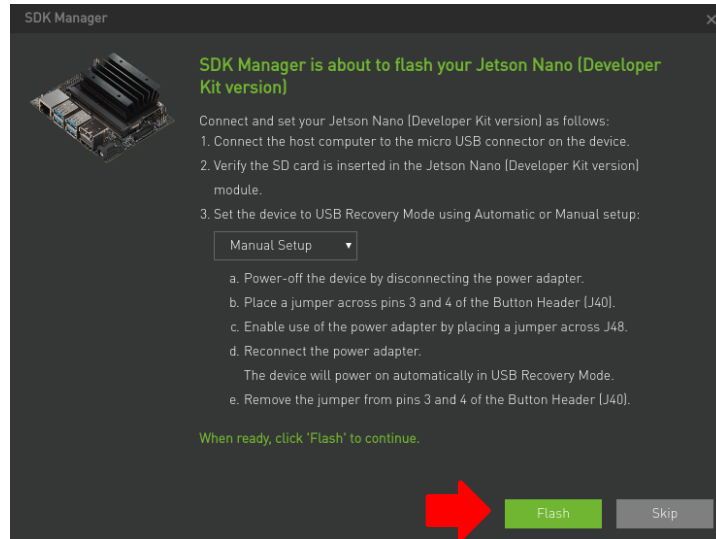 SDK Manager
SDK Manager is about to flash your Jetson Nano (Developer
Kit version)
Connect and set your Jetson Nano (Developer Kit version) as follows:
1. Connect the host computer to the micro USB connector on the device.
2. Verify the SD card is inserted in the Jetson Nano (Developer Kit version)
module.
3. Set the device to USB Recovery Mode using Automatic or Manual setup:
Manual Setup
a. Power-off the device by disconnecting the power adapter.
b. Place a jumper across pins 3 and 4 of the Button Header (J40).
c. Enable use of the power adapter by placing a jumper across J48.
d. Reconnect the power adapter.
The device will power on automatically in USB Recovery Mode.
e. Remove the jumper from pins 3 and 4 of the Button Header (J40).
When ready, click 'Flash' to continue.
Flash
Skip